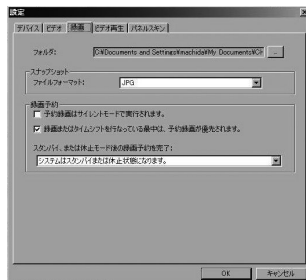 設定
デバイス ビデオ 録画 ビデオ再生 パネルスキン
フォルダ: C:¥Documents and Settings¥machida¥My Documents¥C
...
スナップショット
ファイルフォーマット: JPG
録画予約
予約録画はサイレントモードで実行されます。
録画またはタイムシフトを行なっている最中は、予約録画が優先されます。
スタンバイ、または休止モード後の録画予約を完了:
システムはスタンバイまたは休止状態になります。
OK キャンセル